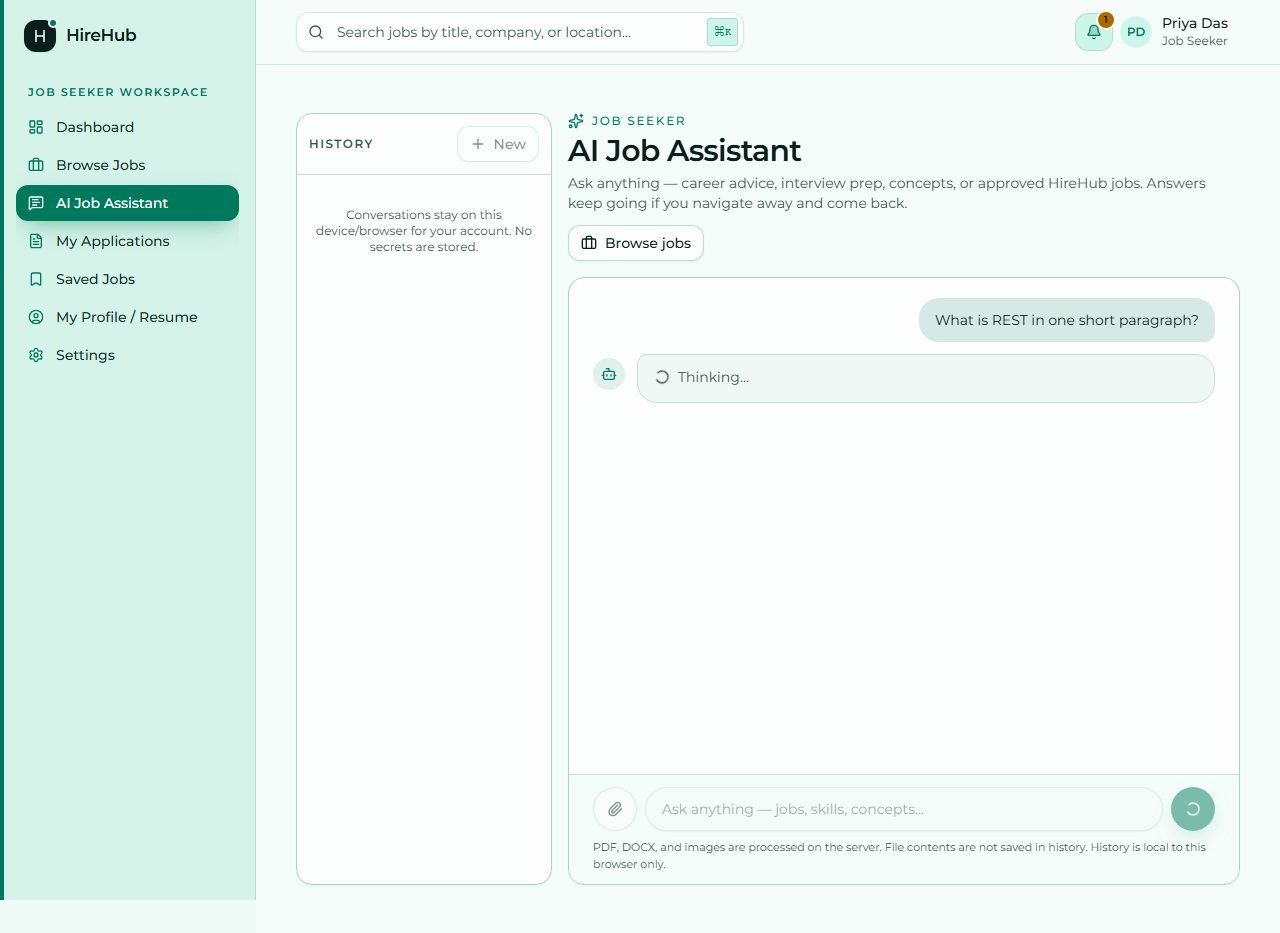 H
HireHub
JOB SEEKER WORKSPACE
Dashboard
Browse Jobs
AI Job Assistant
My Applications
Saved Jobs
My Profile / Resume
Settings
Search jobs by title, company, or location...
⌘K
1
PD
Priya Das
Job Seeker
HISTORY
New
Conversations stay on this
device/browser for your account. No
secrets are stored.
JOB SEEKER
AI Job Assistant
Ask anything — career advice, interview prep, concepts, or approved HireHub jobs. Answers
keep going if you navigate away and come back.
Browse jobs
What is REST in one short paragraph?
Thinking...
Ask anything — jobs, skills, concepts...
PDF, DOCX, and images are processed on the server. File contents are not saved in history. History is local to this
browser only.